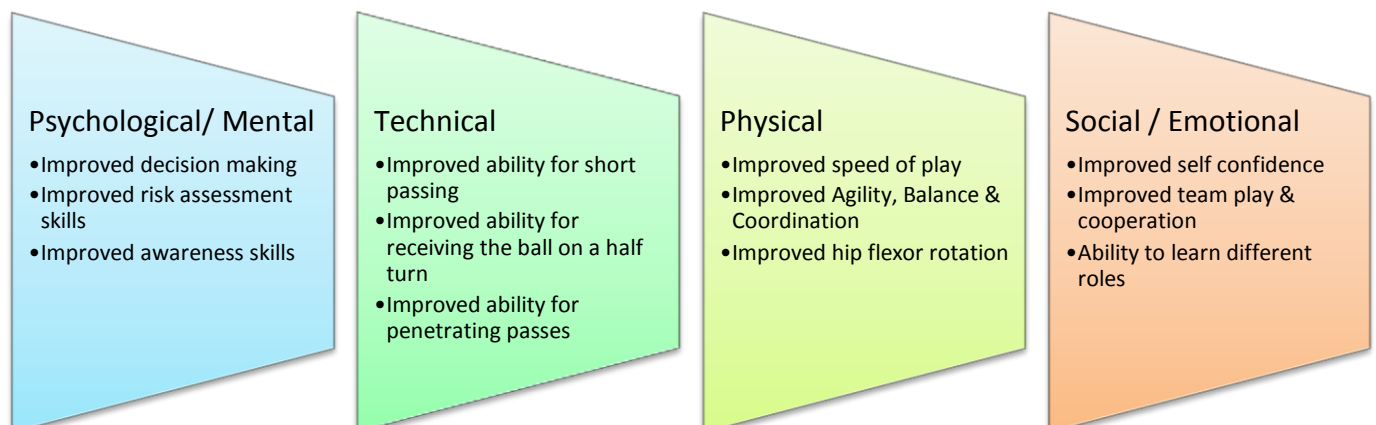 Psychological/ Mental
•Improved decision making
•Improved risk assessment
skills
•Improved awareness skills
Technical
•Improved ability for short
passing
•Improved ability for
receiving the ball on a half
turn
•Improved ability for
penetrating passes
Physical
•Improved speed of play
•Improved Agility, Balance &
Coordination
•Improved hip flexor rotation
Social / Emotional
•Improved self confidence
•Improved team play &
cooperation
•Ability to learn different
roles